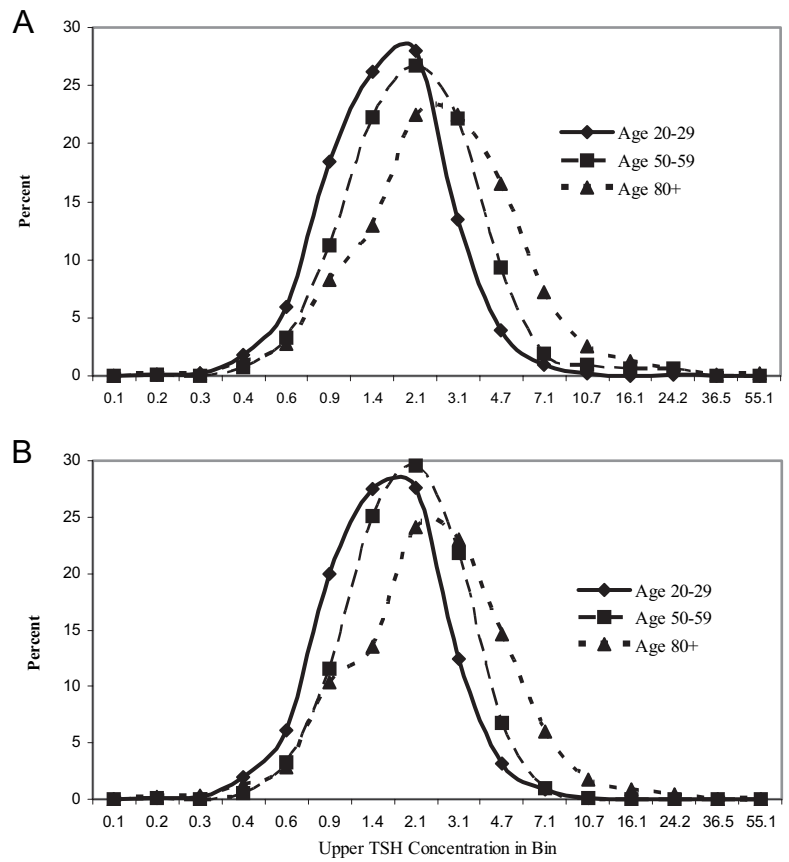 A
30
25
20
15
10
5
0
Percent
Age 20-29
Age 50-59
Age 80+
0.1 0.2 0.3 0.4 0.6 0.9 1.4 2.1 3.1 4.7 7.1 10.7 16.1 24.2 36.5 55.1
B
30
25
20
15
10
5
0
Percent
Age 20-29
Age 50-59
Age 80+
0.1 0.2 0.3 0.4 0.6 0.9 1.4 2.1 3.1 4.7 7.1 10.7 16.1 24.2 36.5 55.1
Upper TSH Concentration in Bin